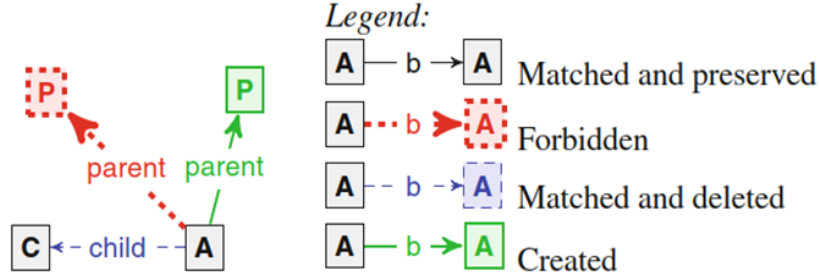 P
P
parent parent
C child A
Legend:
A b A Matched and preserved
A b A Forbidden
A b A Matched and deleted
A b A Created